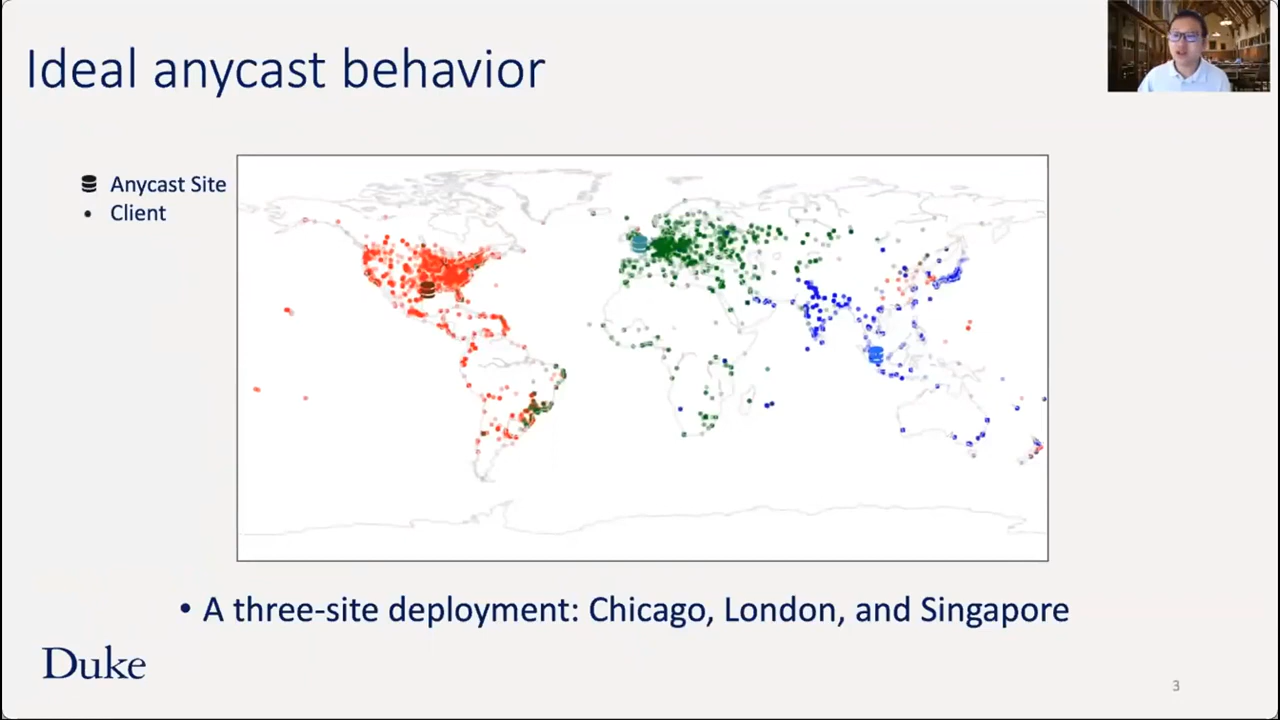 Ideal anycast behavior
Anycast Site
• Client
• A three-site deployment: Chicago, London, and Singapore
Duke
3